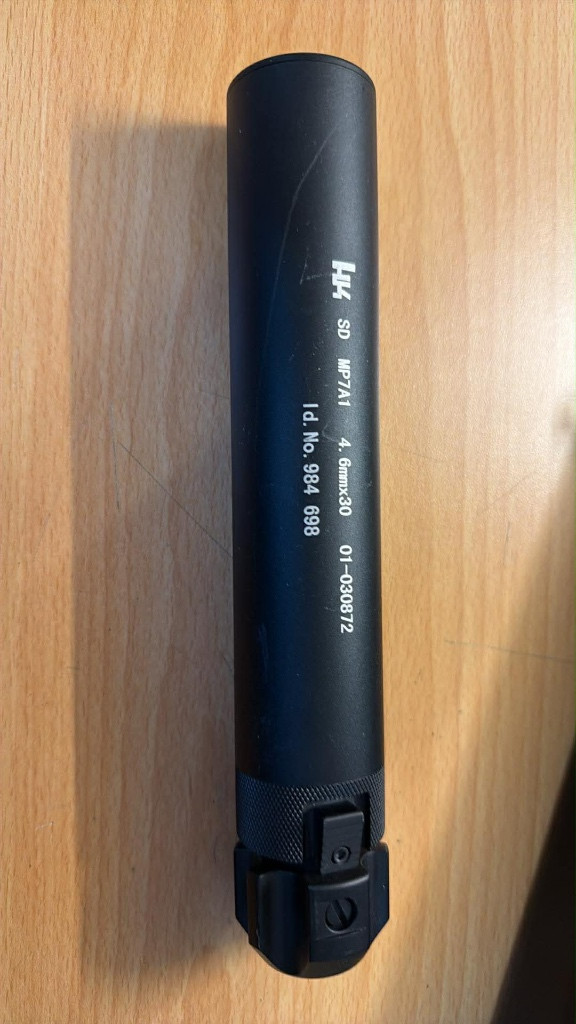 HK SD MP7A1 4.6mmx30 01-030872
Id.No.984 698